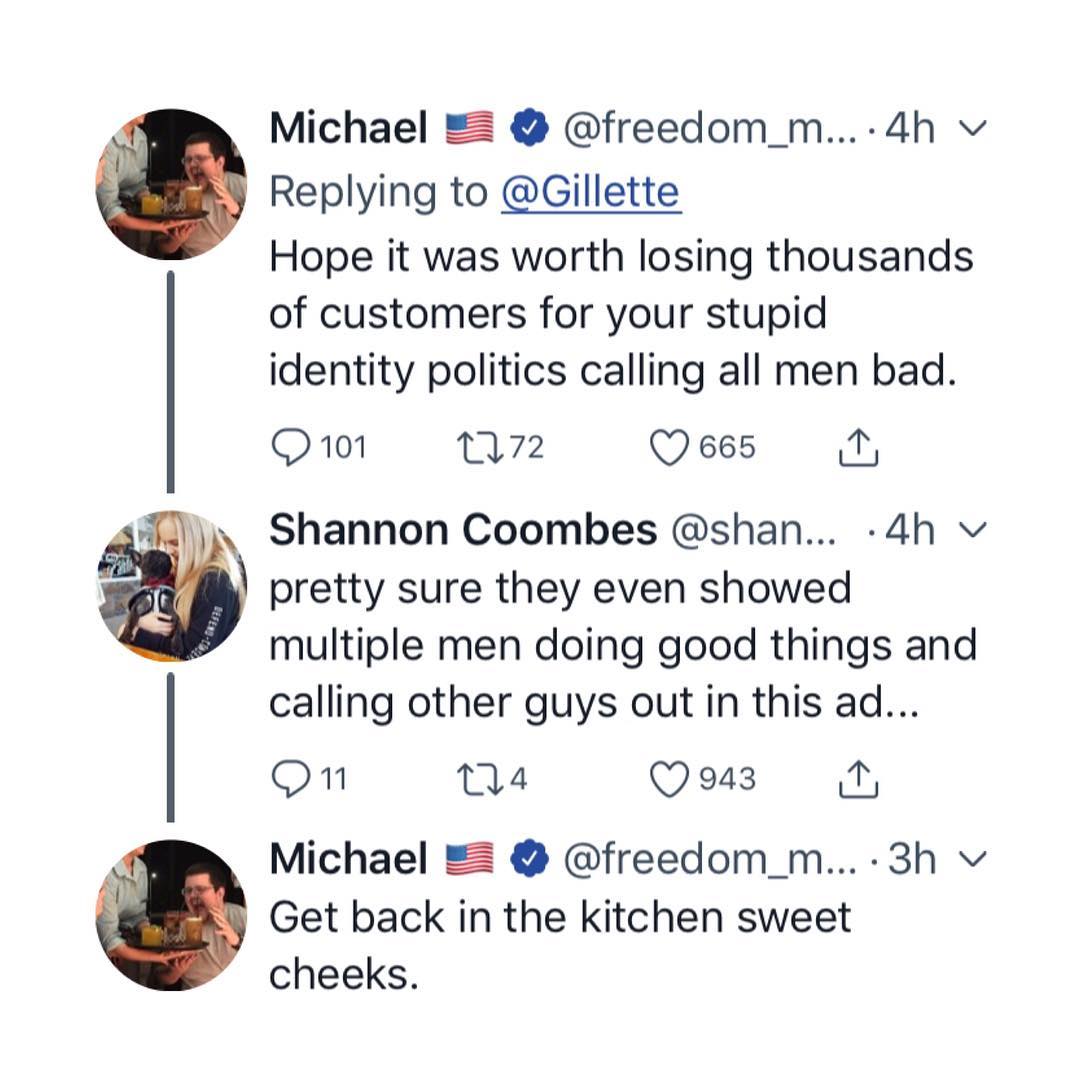 Michael 🇺🇸 @freedom_m... · 4h
Replying to @Gillette
Hope it was worth losing thousands
of customers for your stupid
identity politics calling all men bad.
101 72 665
Shannon Coombes @shan... · 4h
pretty sure they even showed
multiple men doing good things and
calling other guys out in this ad...
11 4 943
Michael 🇺🇸 @freedom_m... · 3h
Get back in the kitchen sweet
cheeks.